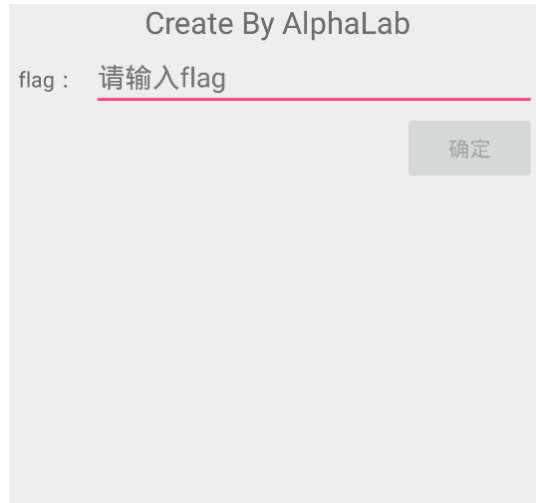 Create By AlphaLab
flag： 请输入flag
确定